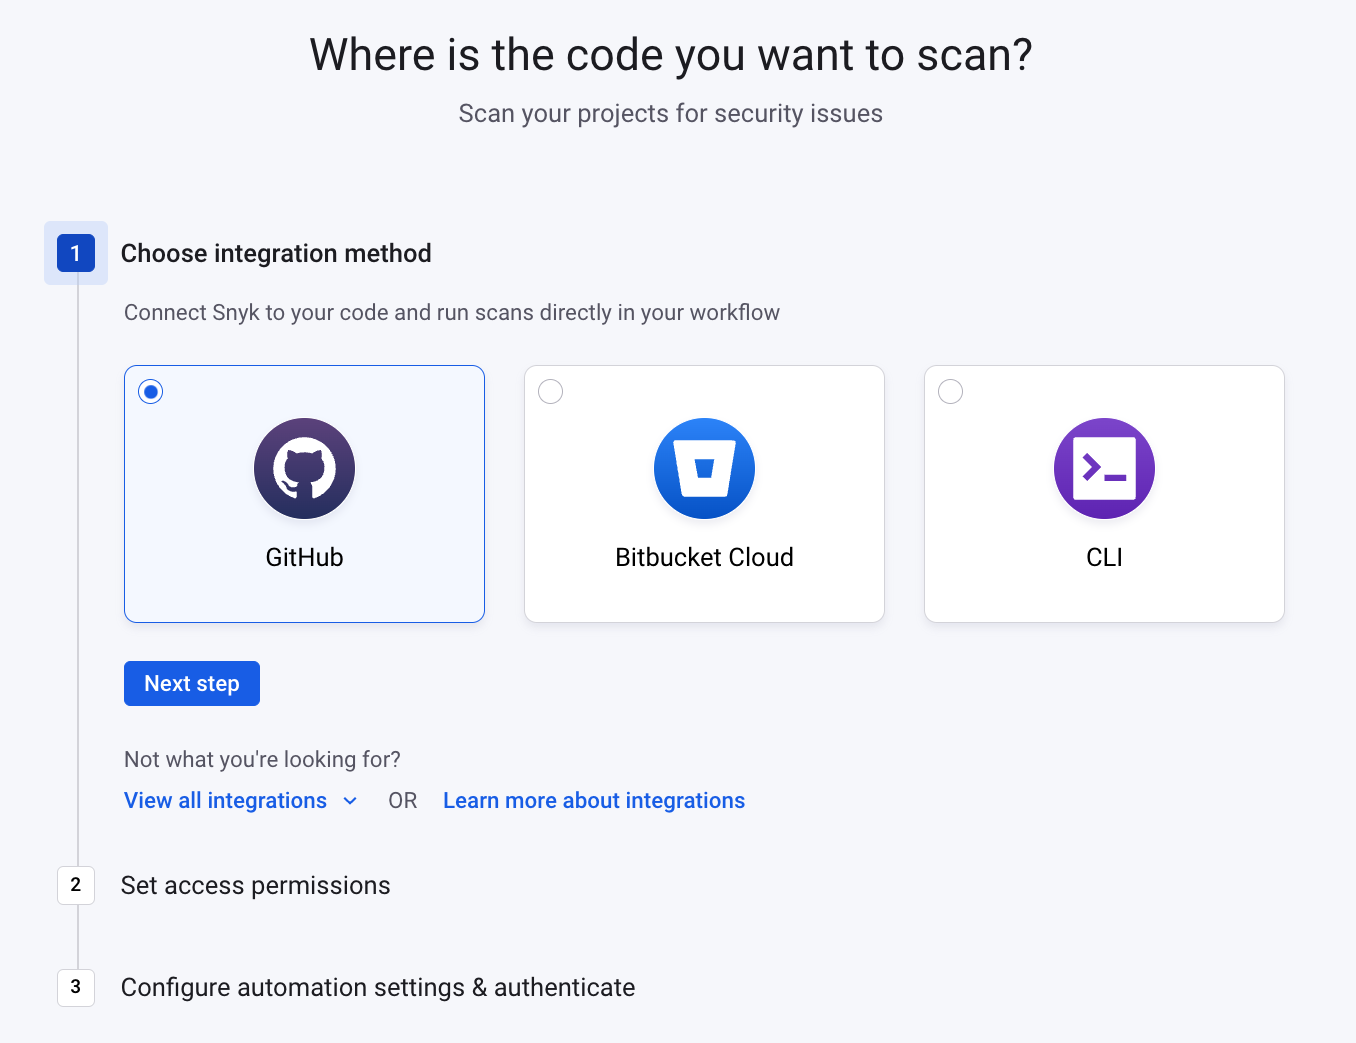 Where is the code you want to scan?
Scan your projects for security issues
1 Choose integration method
Connect Snyk to your code and run scans directly in your workflow
GitHub
Bitbucket Cloud
CLI
Next step
Not what you're looking for?
View all integrations OR Learn more about integrations
2 Set access permissions
3 Configure automation settings & authenticate